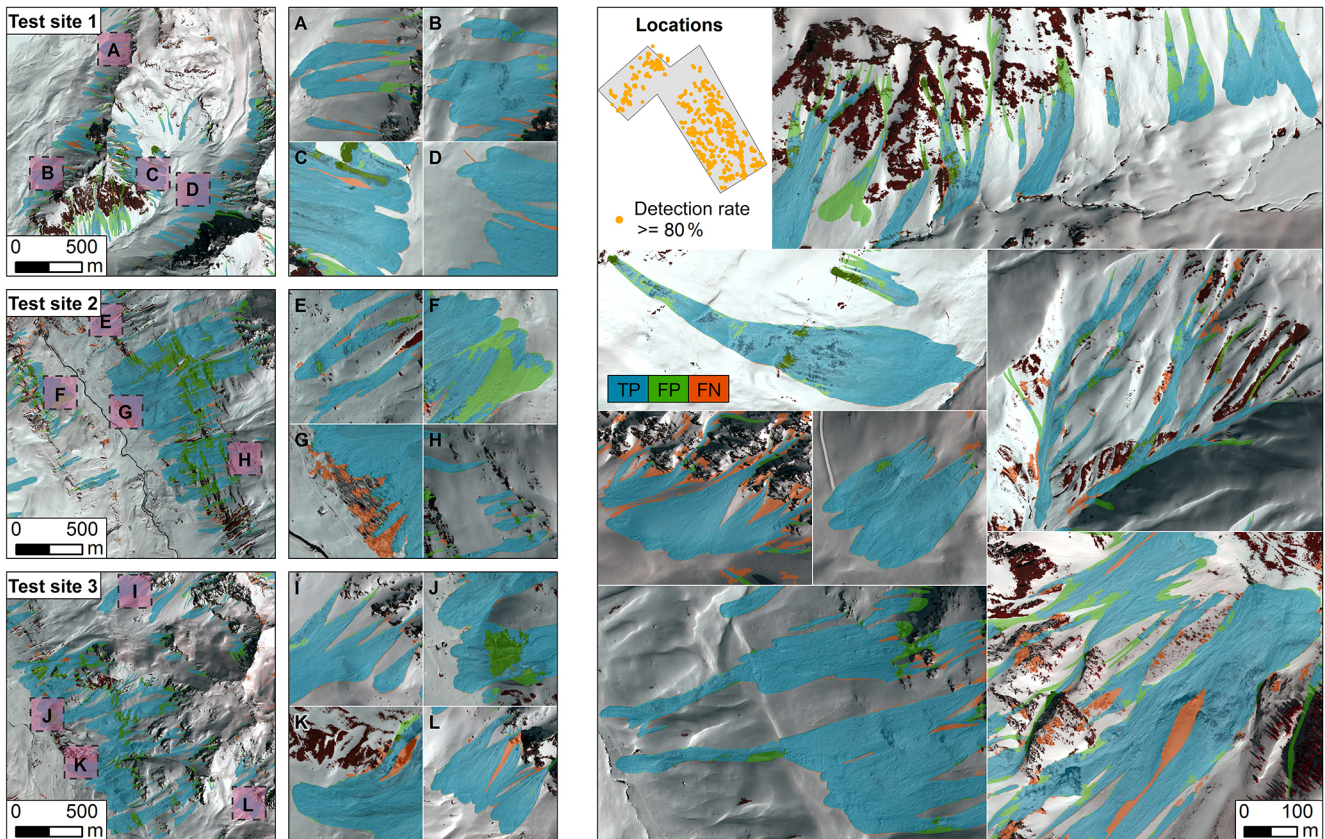 Test site 1
A
B
C
D
0 500
m
A
B
C
D
Test site 2
E
F
G
H
0 500
m
E
F
G
H
Test site 3
I
J
K
L
0 500
m
I
J
K
L
Locations
Detection rate
>= 80 %
TP FP FN
0 100
m